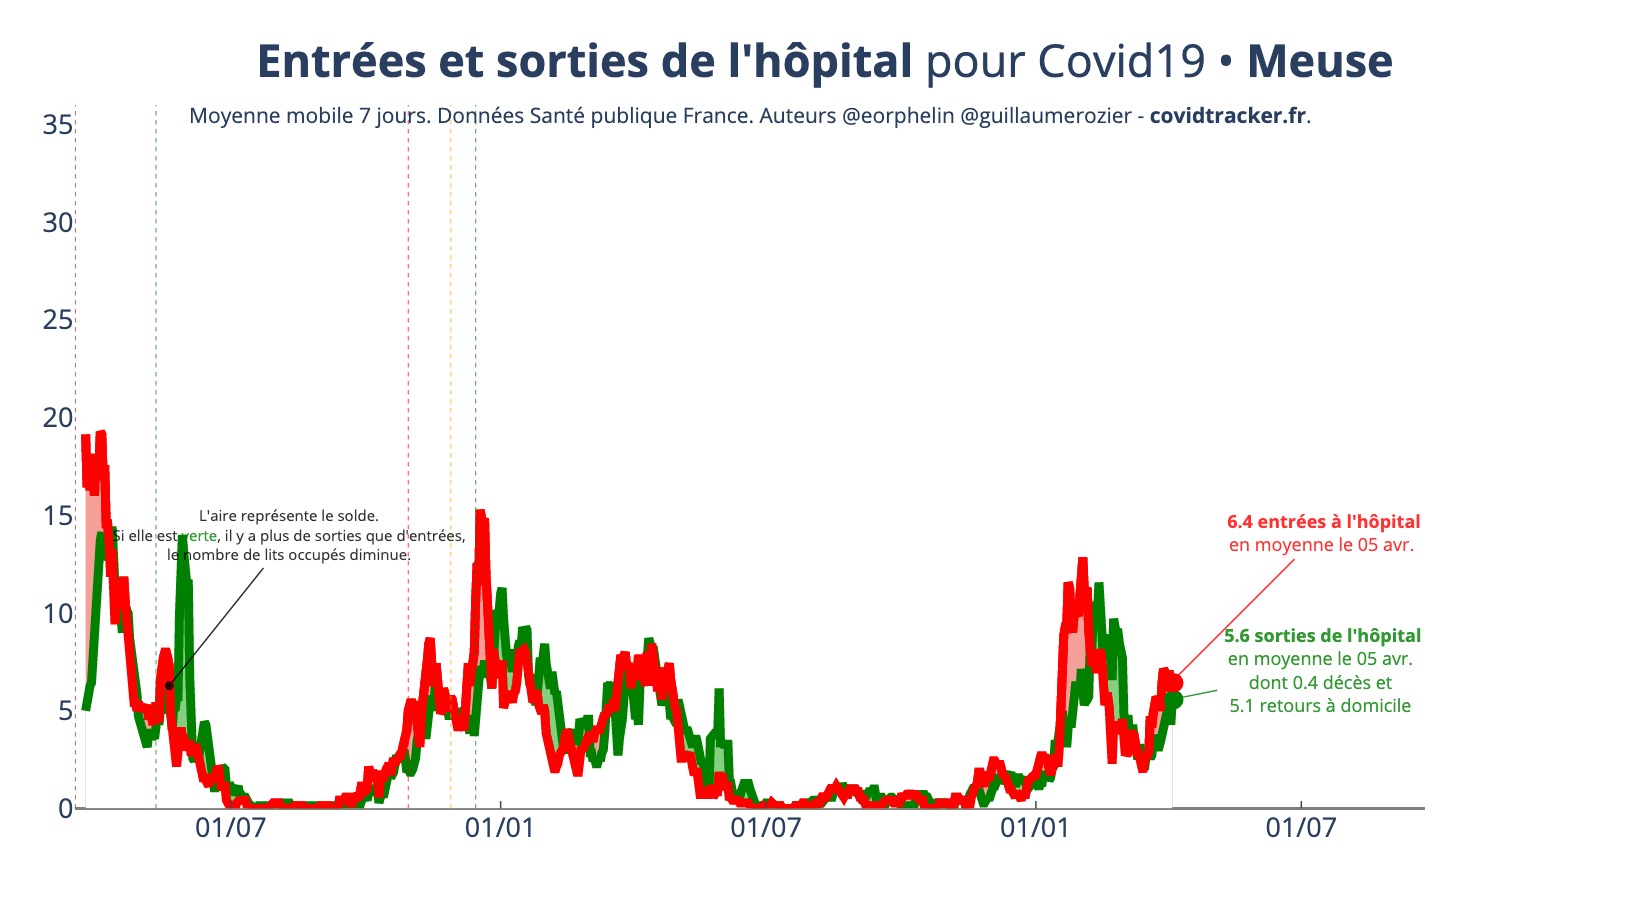 Entrées et sorties de l'hôpital pour Covid19 • Meuse
Moyenne mobile 7 jours. Données Santé publique France. Auteurs @eorphelin @guillaumerozier - covidtracker.fr.
35
30
25
20
15
10
5
0
L'aire représente le solde.
Si elle est verte, il y a plus de sorties que d'entrées,
le nombre de lits occupés diminue.
6.4 entrées à l'hôpital
en moyenne le 05 avr.
5.6 sorties de l'hôpital
en moyenne le 05 avr.
dont 0.4 décès et
5.1 retours à domicile
01/07
01/01
01/07
01/01
01/07